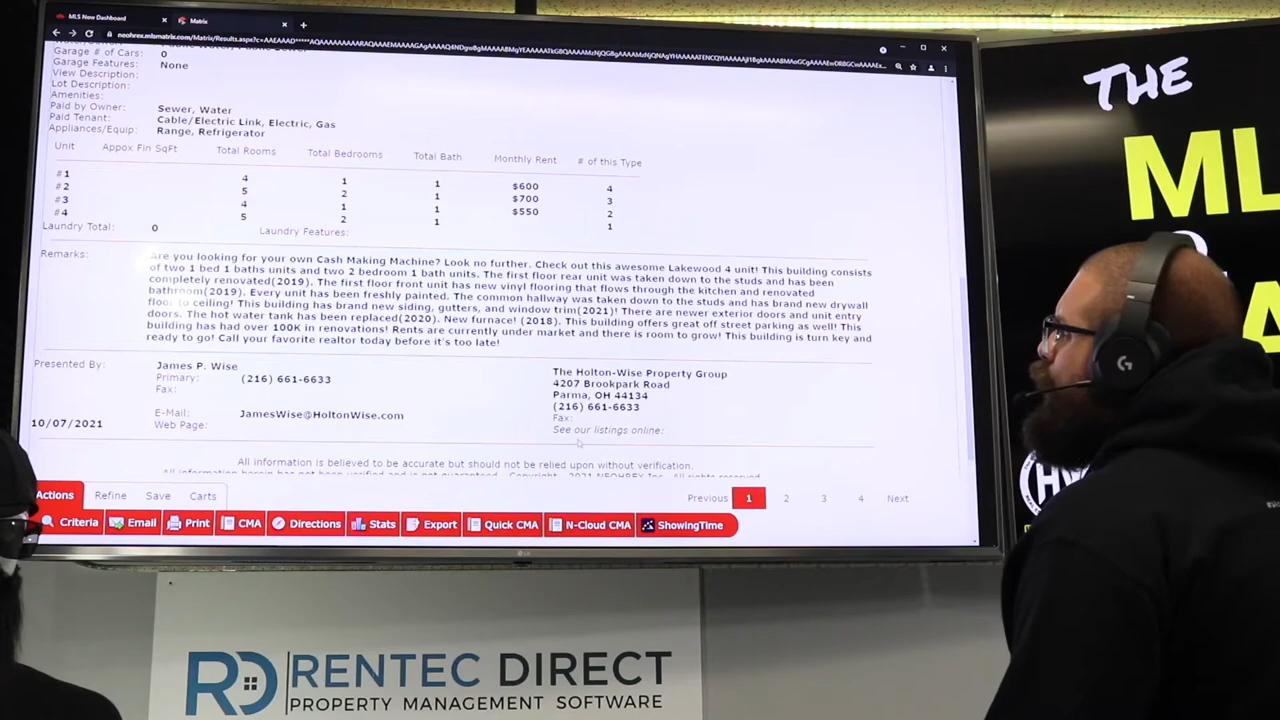 MLS Now Dashboard
Matrix
Garage # of Cars: 0
Garage Features: None
View Description:
Lot Description:
Amenities:
Paid by Owner: Sewer, Water
Paid Tenant: Cable/Electric Link, Electric, Gas
Appliances/Equip: Range, Refrigerator
Unit Appox Fin SqFt Total Rooms Total Bedrooms Total Bath Monthly Rent # of this Type
#1 4 1 1 $600 4
#2 5 2 1 $700 3
#3 4 1 1 $550 2
#4 5 2 1 1
Laundry Total: 0 Laundry Features:
Remarks: Are you looking for your own Cash Making Machine? Look no further. Check out this awesome Lakewood 4 unit! This building consists
of two 1 bed 1 baths units and two 2 bedroom 1 bath units. The first floor rear unit was taken down to the studs and has been
completely renovated(2019). The first floor front unit has new vinyl flooring that flows through the kitchen and renovated
bathroom(2019). Every unit has been freshly painted. The common hallway was taken down to the studs and has brand new drywall
floor to ceiling! This building has brand new siding, gutters, and window trim(2021)! There are newer exterior doors and unit entry
doors. The hot water tank has been replaced(2020). New furnace! (2018). This building offers great off street parking as well! This
building has had over 100K in renovations! Rents are currently under market and there is room to grow! This building is turn key and
ready to go! Call your favorite realtor today before it's too late!
Presented By: James P. Wise The Holton-Wise Property Group
Primary: (216) 661-6633 4207 Brookpark Road
Fax: Parma, OH 44134
(216) 661-6633
E-Mail: JamesWise@HoltonWise.com Fax:
10/07/2021 Web Page: See our listings online:
All information is believed to be accurate but should not be relied upon without verification.
Actions Refine Save Carts Previous 1 2 3 4 Next
Criteria Email Print CMA Directions Stats Export Quick CMA N-Cloud CMA ShowingTime
LG
THE
ML
RD RENTEC DIRECT
PROPERTY MANAGEMENT SOFTWARE